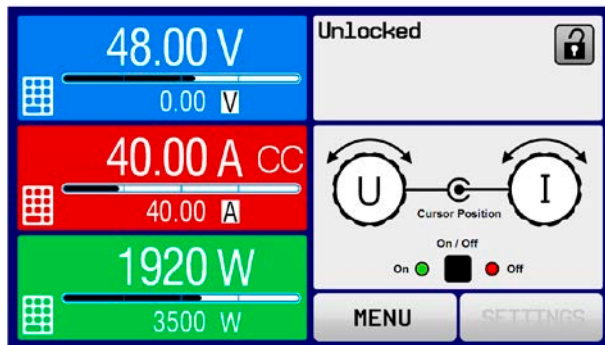 48.00 V
0.00 V
40.00 A CC
40.00 A
1920 W
3500 W
Unlocked
U
I
Cursor Position
On / Off
On
Off
MENU
SETTINGS